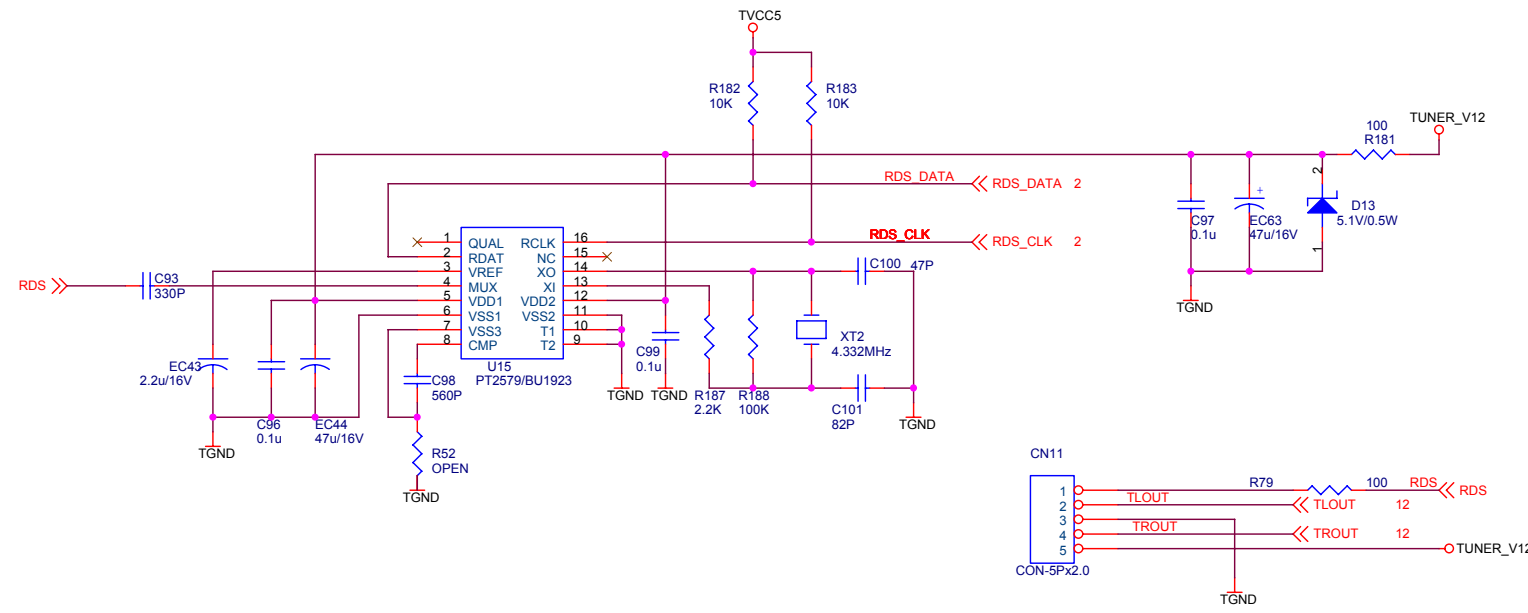 TVCC5
R182
10K
R183
10K
TUNER_V12
100
R181
RDS_DATA
RDS_DATA 2
2
D13
5.1V/0.5W
1
C97
0.1u
+
EC63
47u/16V
TGND
RDS_CLK
RDS_CLK 2
1 QUAL RCLK 16
2 RDAT NC 15
3 VREF XO 14
4 MUX XI 13
5 VDD1 VDD2 12
6 VSS1 VSS2 11
7 VSS3 T1 10
8 CMP T2 9
U15
PT2579/BU1923
RDS
C93
330P
C100 47P
XT2
4.332MHz
EC43
2.2u/16V
C99
0.1u
C98
560P
TGND TGND
R187
2.2K
R188
100K
C101
82P
TGND
C96
0.1u
EC44
47u/16V
TGND
R52
OPEN
TGND
CN11
1
2
3
4
5
CON-5Px2.0
R79 100 RDS RDS
TLOUT TLOUT 12
TROUT TROUT 12
TUNER_V12
TGND